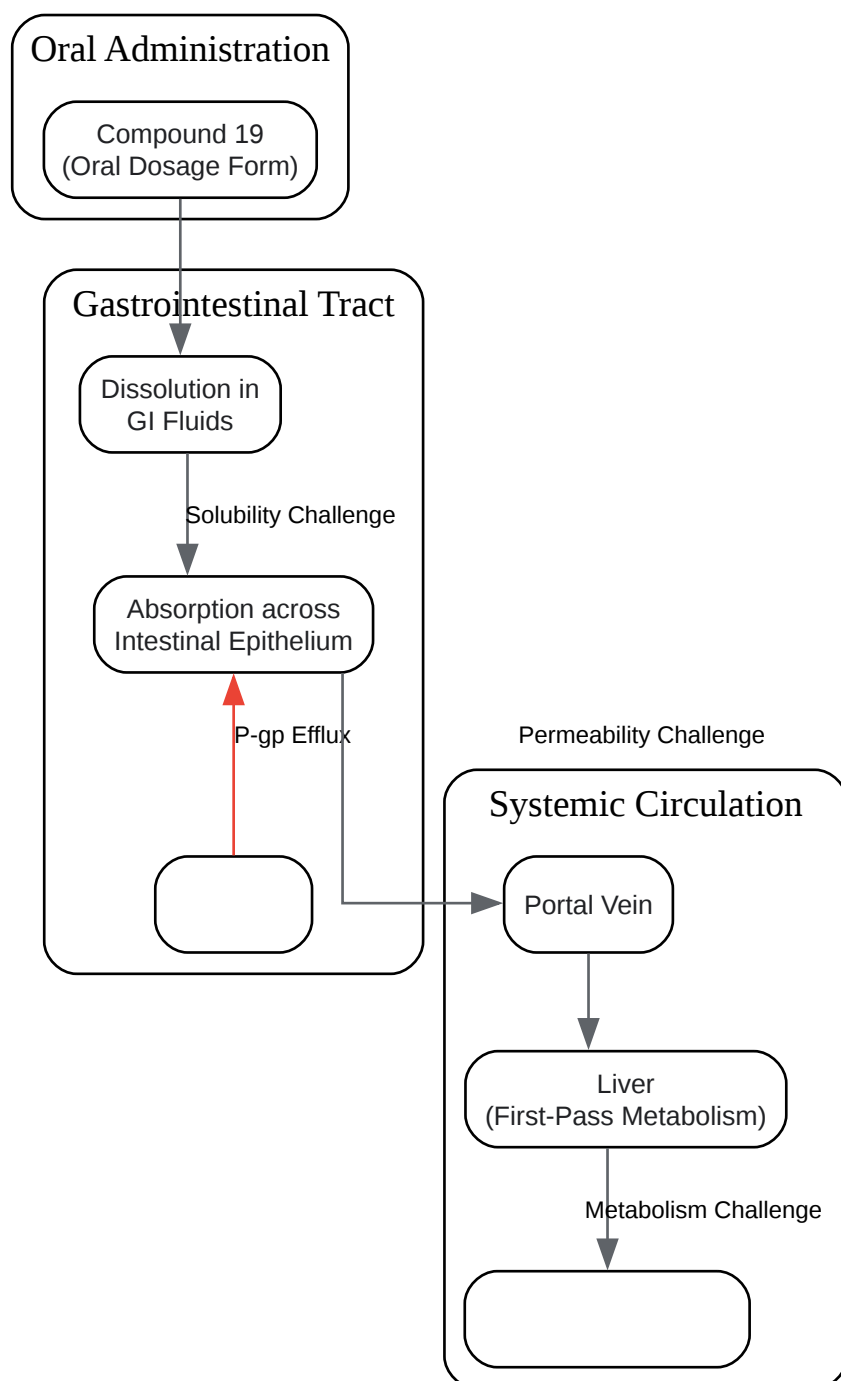 Oral Administration
Compound 19
(Oral Dosage Form)
Gastrointestinal Tract
Dissolution in
GI Fluids
Solubility Challenge
Absorption across
Intestinal Epithelium
P-gp Efflux
Permeability Challenge
Systemic Circulation
Portal Vein
Liver
(First-Pass Metabolism)
Metabolism Challenge